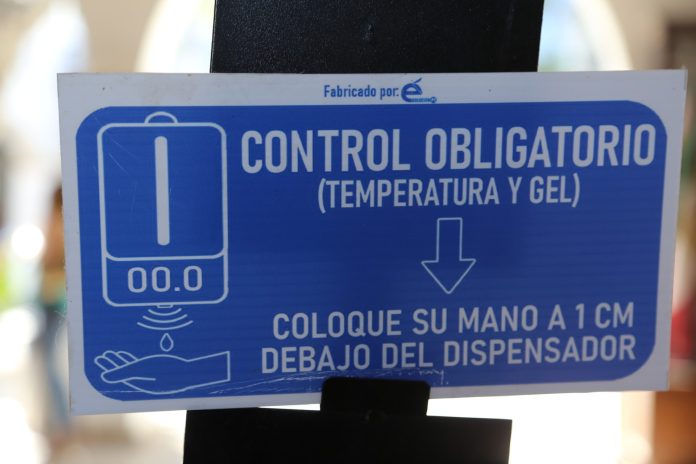 Fabricado por: é
CONTROL OBLIGATORIO
(TEMPERATURA Y GEL)
00.0
COLOQUE SU MANO A 1 CM
DEBAJO DEL DISPENSADOR